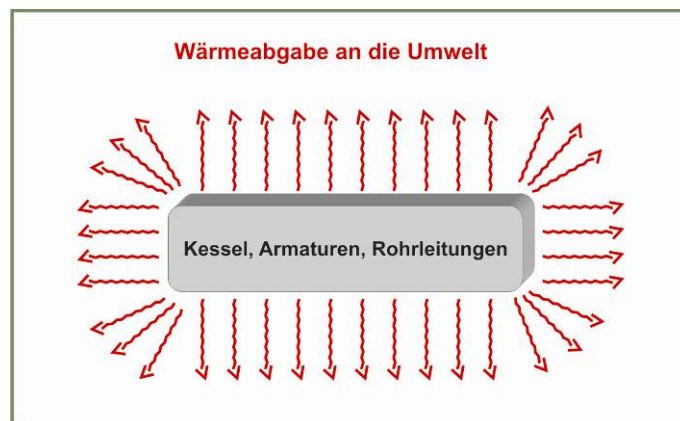 Wärmeabgabe an die Umwelt
Kessel, Armaturen, Rohrleitungen